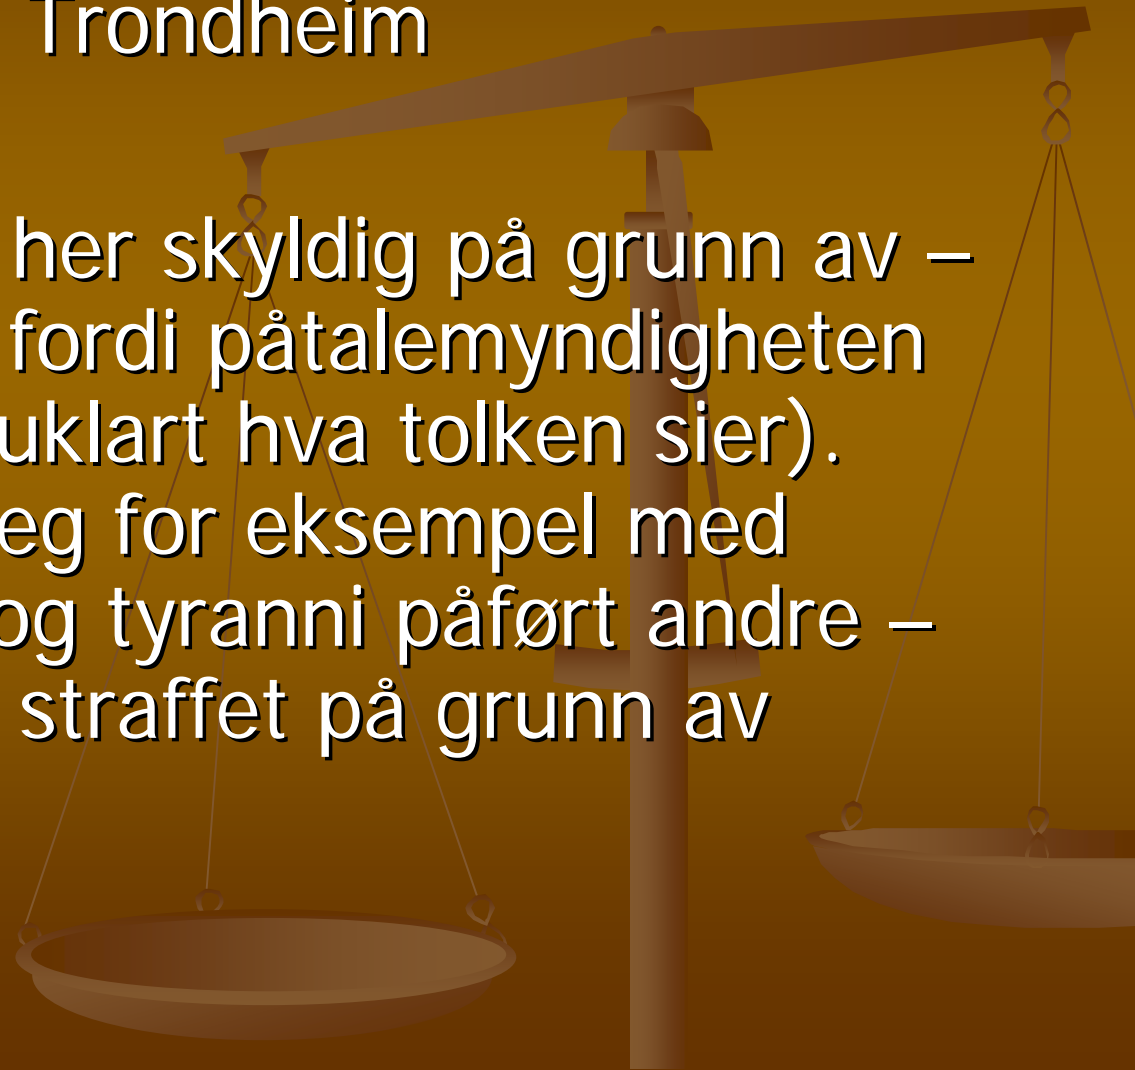 Trondheim
her skyldig på grunn av –
fordi påtalemyndigheten
uklart hva tolken sier).
eg for eksempel med
og tyranni påført andre –
straffet på grunn av